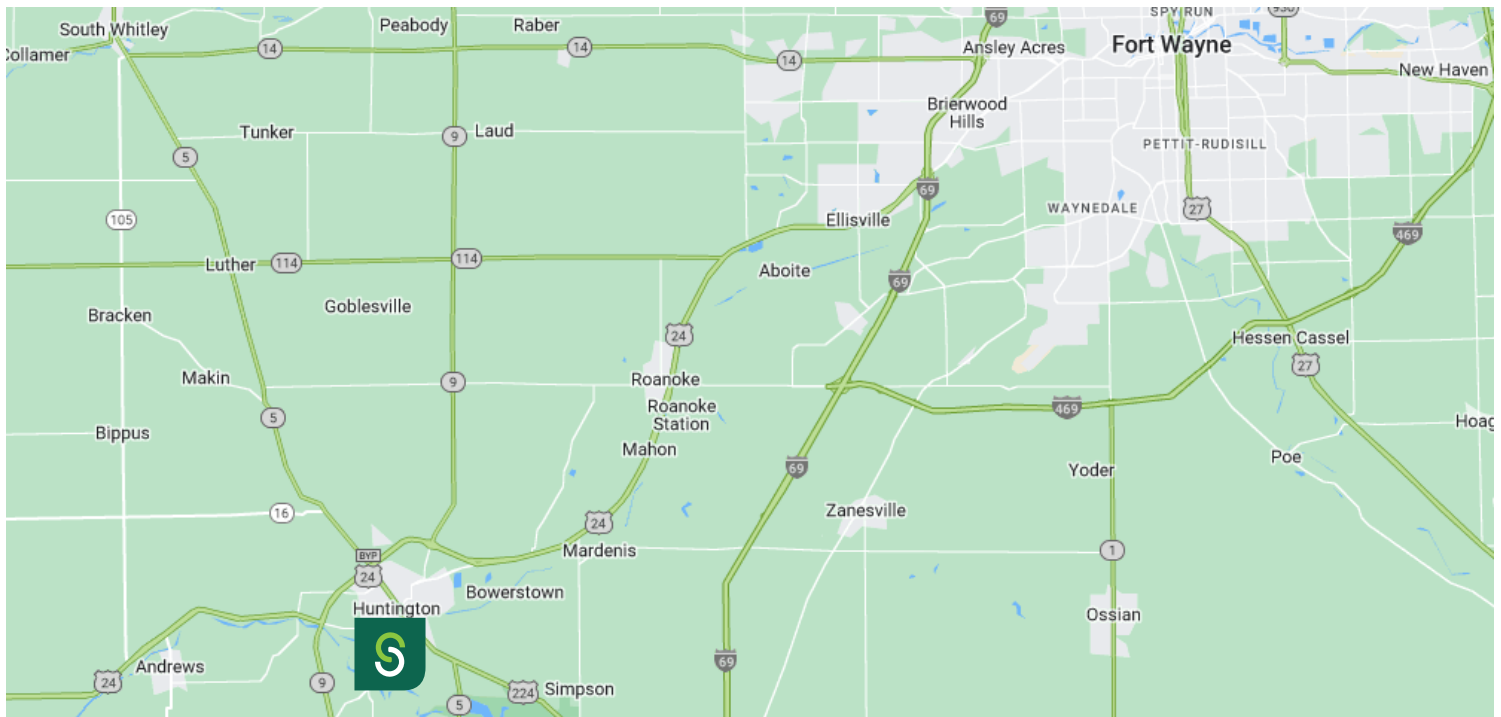 SPY RUN
69
930
South Whitley
Peabody
Raber
Collamer
14
14
14
Ansley Acres
Fort Wayne
New Haven
Brierwood
Hills
Tunker
9
Laud
PETTIT-RUDISILL
5
69
105
Ellisville
WAYNEDALE
27
469
Luther
114
114
Aboite
69
Bracken
Goblesville
24
Hessen Cassel
27
Makin
9
Roanoke
Roanoke
Station
469
5
Bippus
Mahon
69
Yoder
Poe
16
Zanesville
24
Mardenis
1
BYP
24
Bowerstown
Huntington
Ossian
S
Andrews
24
9
69
224
Simpson
5